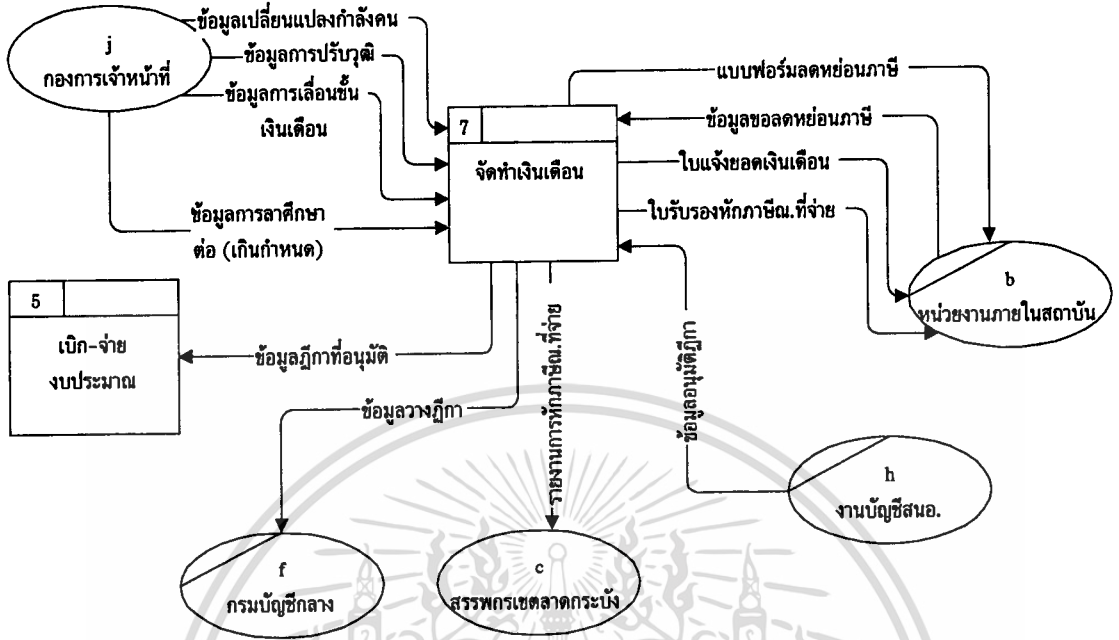 j
กองการเจ้าหน้าที่
ข้อมูลเปลี่ยนแปลงกำลังคน
ข้อมูลการปรับวุฒิ
ข้อมูลการเลื่อนขั้น
เงินเดือน
ข้อมูลการลาศึกษา
ต่อ (เกินกำหนด)
7
จัดทำเงินเดือน
แบบฟอร์มลดหย่อนภาษี
ข้อมูลขอลดหย่อนภาษี
ใบแจ้งยอดเงินเดือน
ใบรับรองหักภาษีณ.ที่จ่าย
b
หน่วยงานภายในสถาบัน
5
เบิก-จ่าย
งบประมาณ
ข้อมูลฎีกาที่อนุมัติ
ข้อมูลวางฎีกา
รายงานการหักภาษีณ.ที่จ่าย
ข้อมูลอนุมัติฎีกา
h
งานบัญชีสนอ.
f
กรมบัญชีกลาง
c
สรรพกรเขตลาดกระบัง